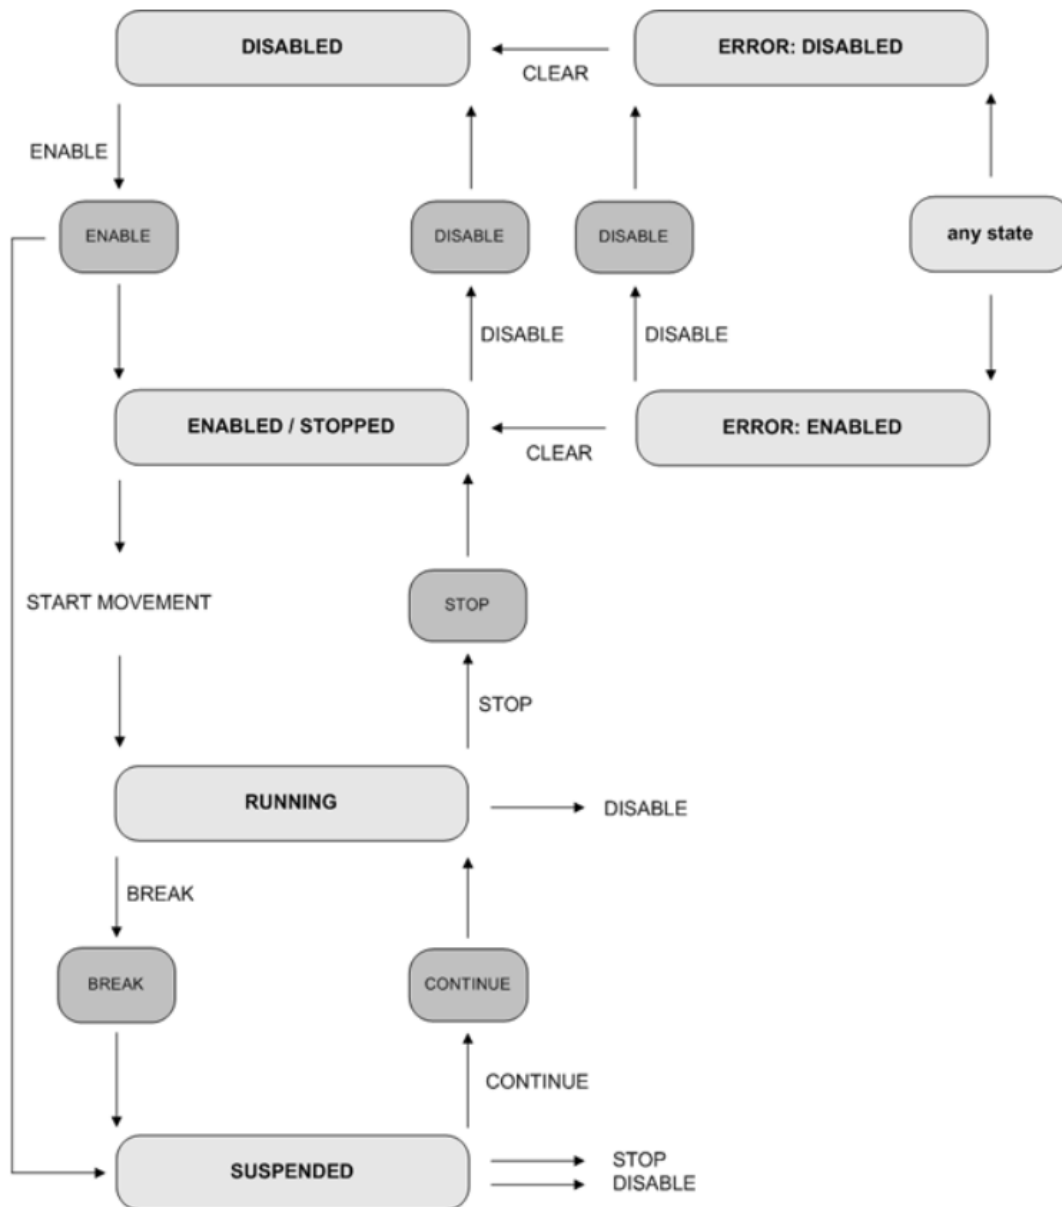 DISABLED
ERROR: DISABLED
CLEAR
ENABLE
ENABLE
DISABLE
DISABLE
any state
DISABLE
DISABLE
ENABLED / STOPPED
ERROR: ENABLED
CLEAR
START MOVEMENT
STOP
STOP
RUNNING
DISABLE
BREAK
BREAK
CONTINUE
CONTINUE
SUSPENDED
STOP
DISABLE